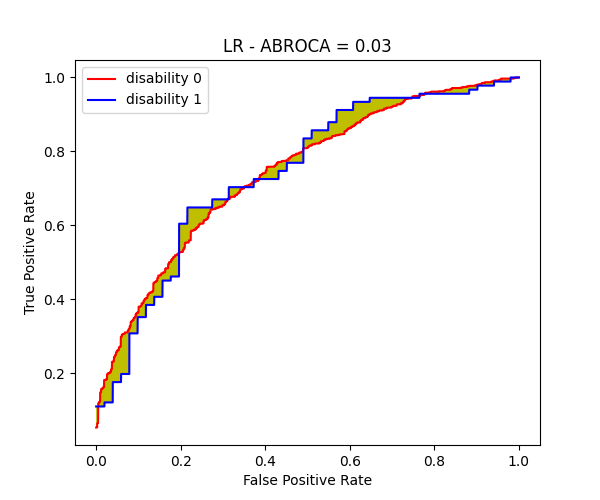 LR - ABROCA = 0.03
disability 0
disability 1
True Positive Rate
1.0
0.8
0.6
0.4
0.2
0.0 0.2 0.4 0.6 0.8 1.0
False Positive Rate